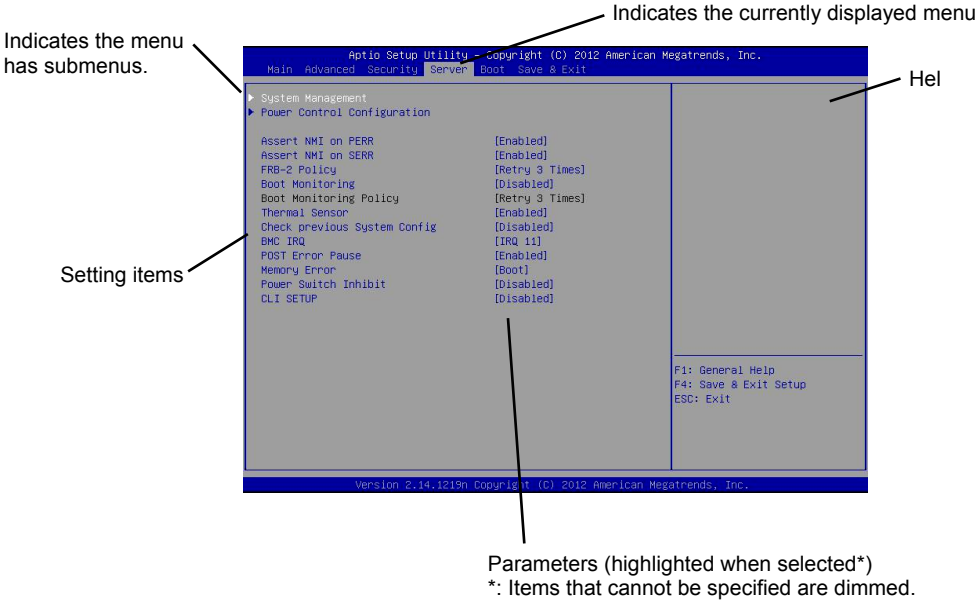 Indicates the currently displayed menu
Indicates the menu
has submenus.
Aptio Setup Utility – Copyright (C) 2012 American Megatrends, Inc.
Main Advanced Security Server Boot Save & Exit
Hel
System Management
Power Control Configuration
Assert NMI on PERR [Enabled]
Assert NMI on SERR [Enabled]
FRB-2 Policy [Retry 3 Times]
Boot Monitoring [Disabled]
Boot Monitoring Policy [Retry 3 Times]
Thermal Sensor [Enabled]
Check previous System Config [Disabled]
BMC IRQ [IRQ 11]
POST Error Pause [Enabled]
Memory Error [Boot]
Power Switch Inhibit [Disabled]
CLI SETUP [Disabled]
Setting items
F1: General Help
F4: Save & Exit Setup
ESC: Exit
Version 2.14.1219n Copyright (C) 2012 American Megatrends, Inc.
Parameters (highlighted when selected*)
*: Items that cannot be specified are dimmed.